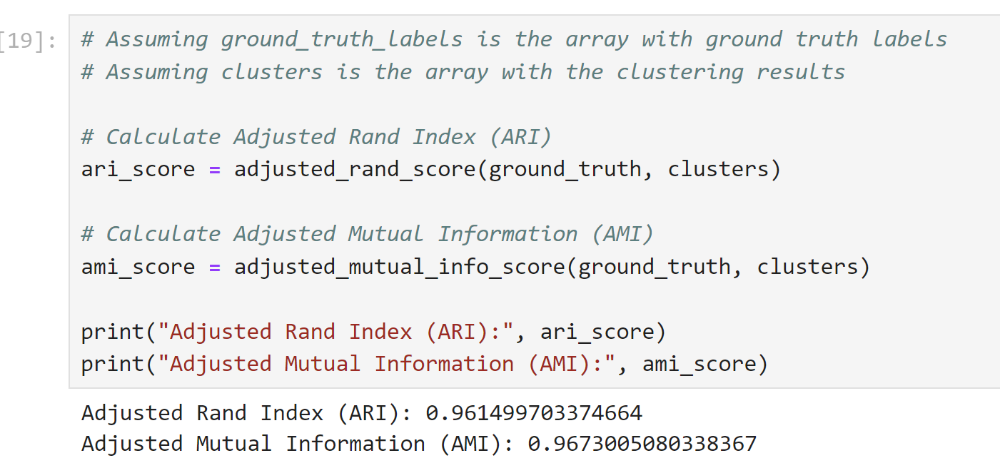 [19]:
# Assuming ground_truth_labels is the array with ground truth labels
# Assuming clusters is the array with the clustering results
# Calculate Adjusted Rand Index (ARI)
ari_score = adjusted_rand_score(ground_truth, clusters)
# Calculate Adjusted Mutual Information (AMI)
ami_score = adjusted_mutual_info_score(ground_truth, clusters)
print("Adjusted Rand Index (ARI):", ari_score)
print("Adjusted Mutual Information (AMI):", ami_score)
Adjusted Rand Index (ARI): 0.961499703374664
Adjusted Mutual Information (AMI): 0.9673005080338367